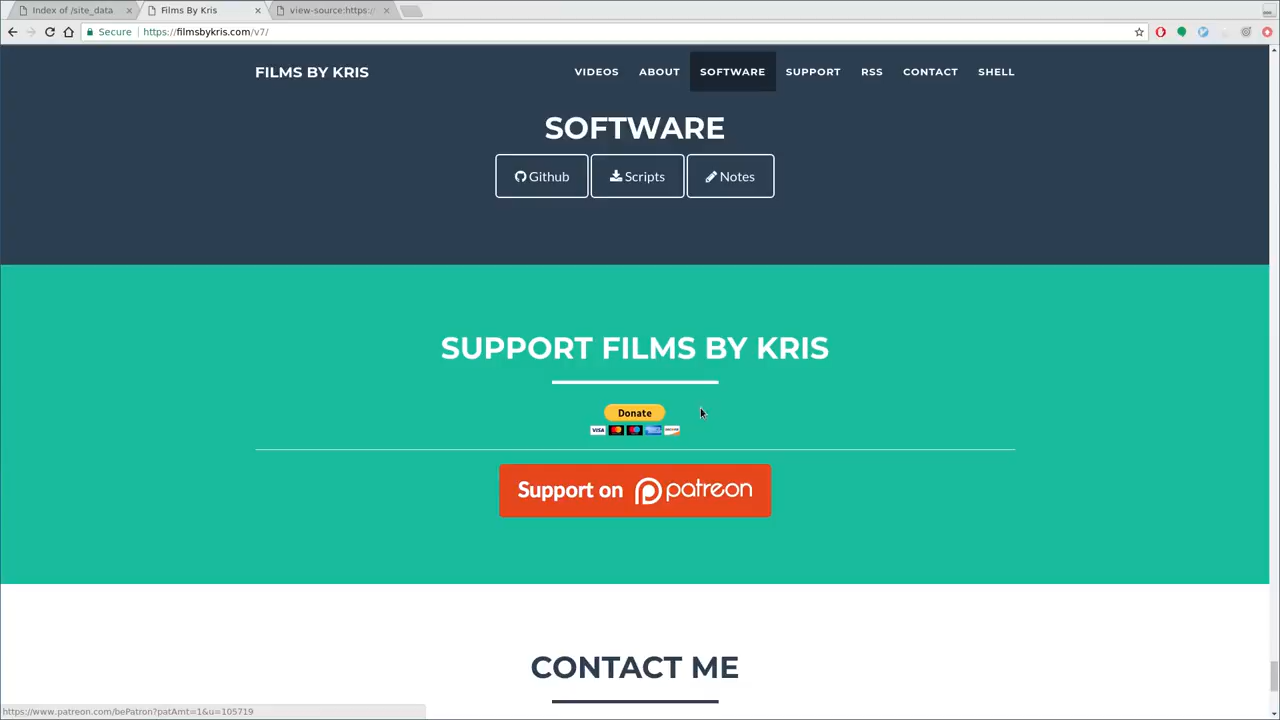 Index of /site_data
Films By Kris
view-source:https:/
Secure
https://filmsbykris.com/v7/
FILMS BY KRIS
VIDEOS
ABOUT
SOFTWARE
SUPPORT
RSS
CONTACT
SHELL
SOFTWARE
Github
Scripts
Notes
SUPPORT FILMS BY KRIS
Donate
VISA
Support on patreon
CONTACT ME
https://www.patreon.com/bePatron?patAmt=1&u=105719